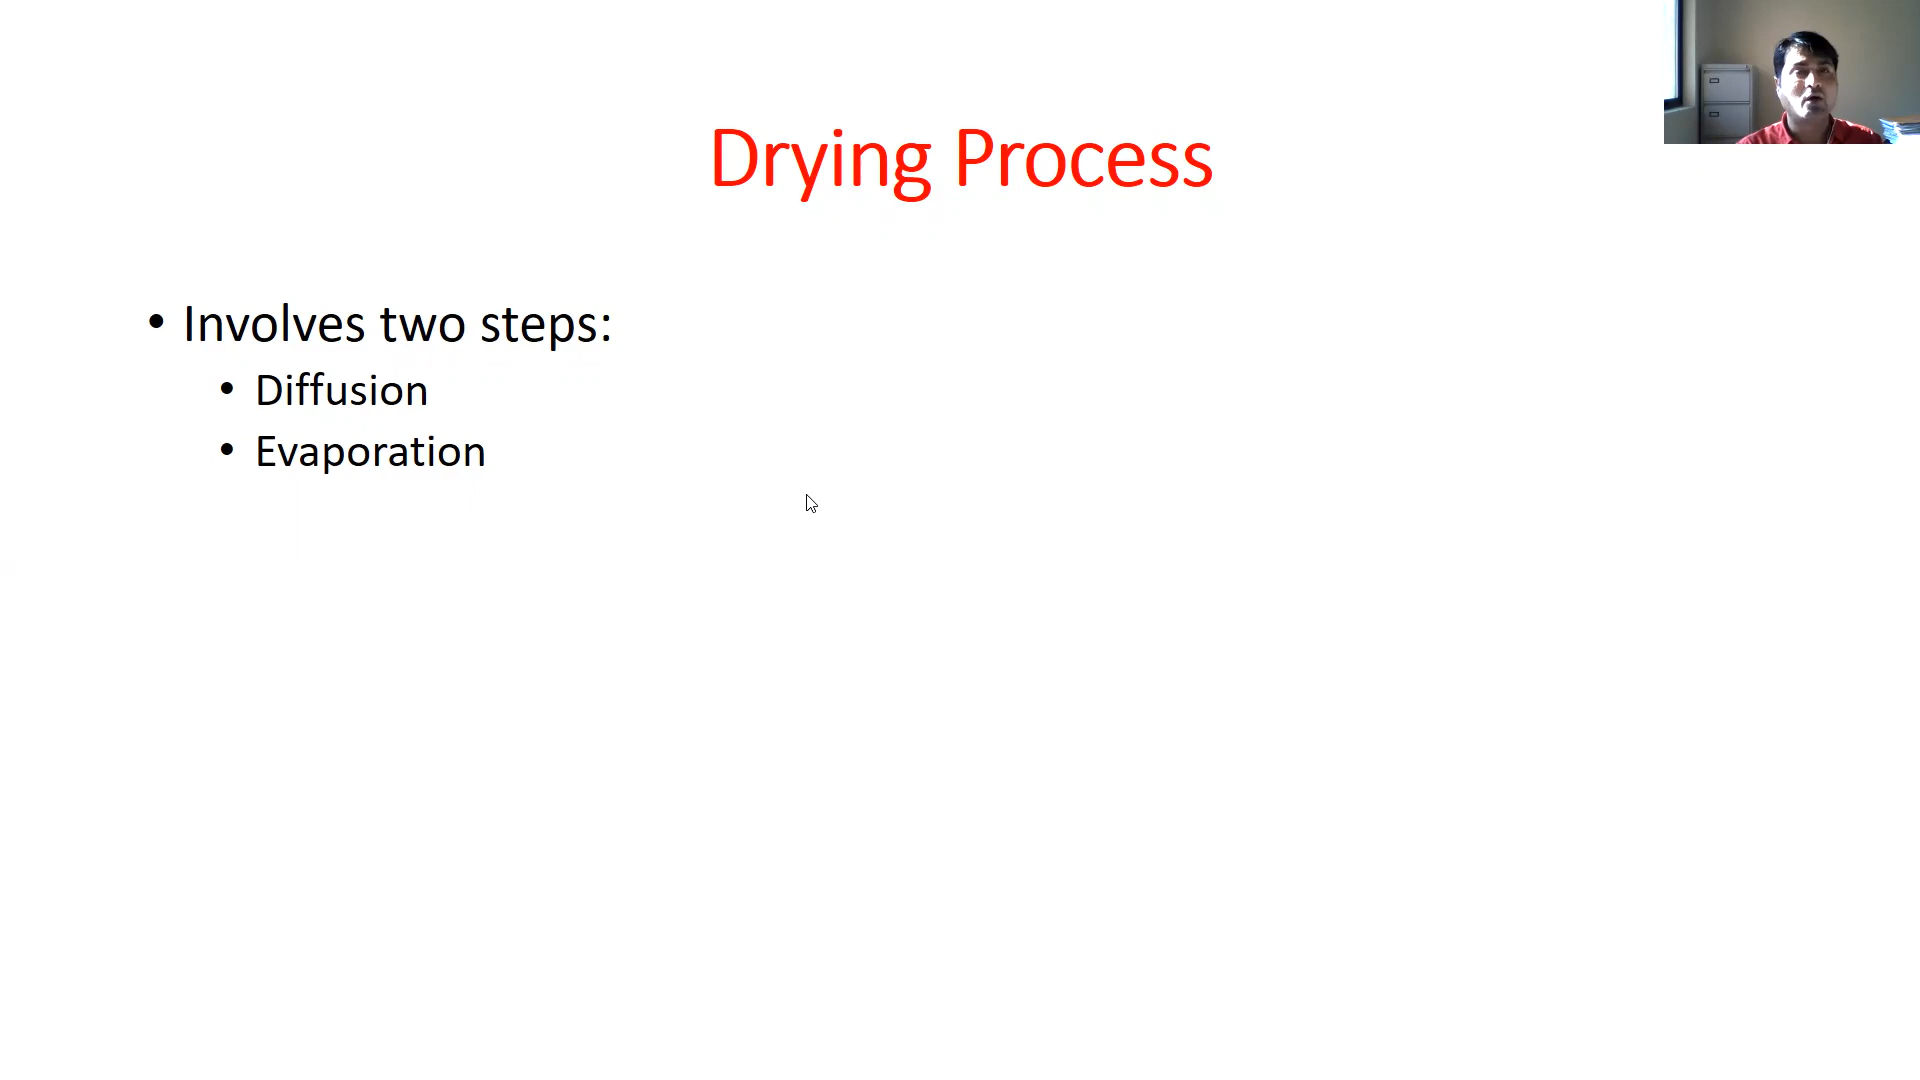 Drying Process
• Involves two steps:
• Diffusion
• Evaporation